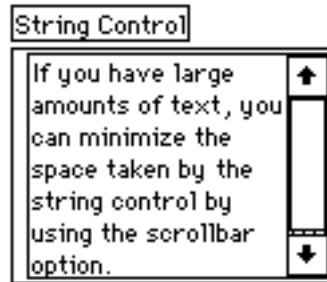 String Control
If you have large
amounts of text, you
can minimize the
space taken by the
string control by
using the scrollbar
option.